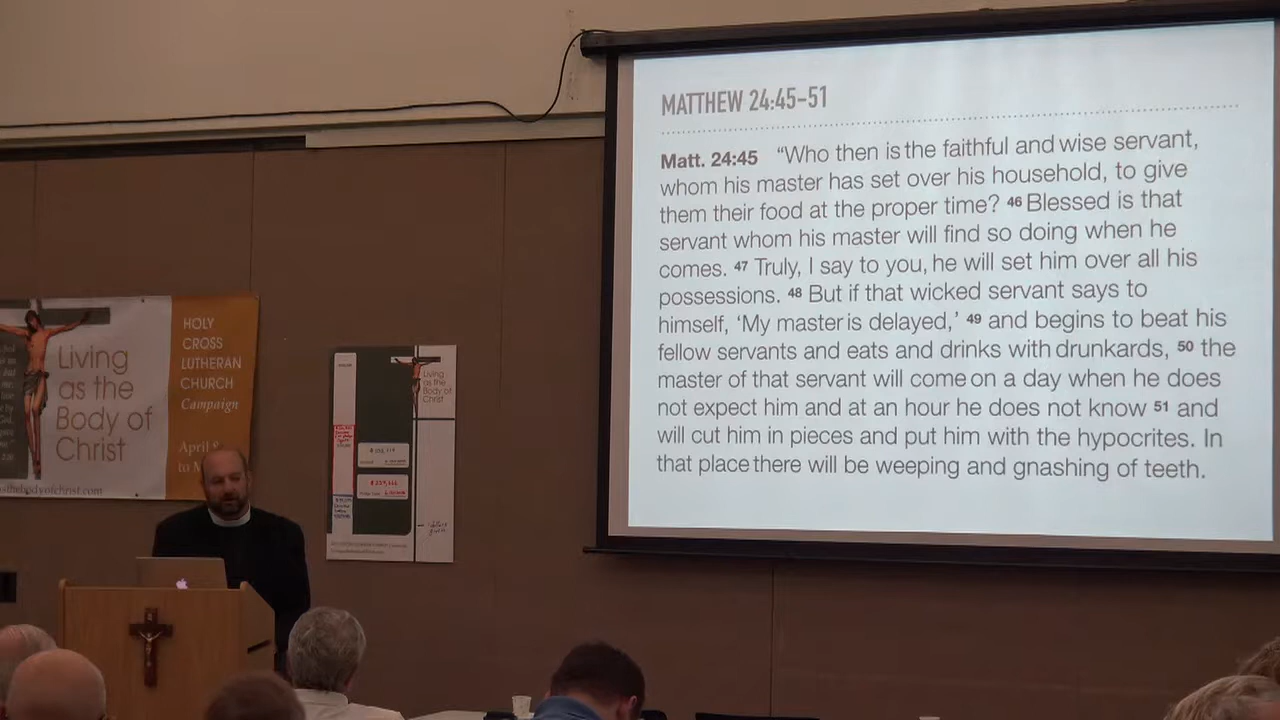 MATTHEW 24:45–51
Matt. 24:45 “Who then is the faithful and wise servant,
whom his master has set over his household, to give
them their food at the proper time? 46 Blessed is that
servant whom his master will find so doing when he
comes. 47 Truly, I say to you, he will set him over all his
possessions. 48 But if that wicked servant says to
himself, ‘My master is delayed,’ 49 and begins to beat his
fellow servants and eats and drinks with drunkards, 50 the
master of that servant will come on a day when he does
not expect him and at an hour he does not know 51 and
will cut him in pieces and put him with the hypocrites. In
that place there will be weeping and gnashing of teeth.
Living
as the
Body of
Christ
HOLY
CROSS
LUTHERAN
CHURCH
Campaign
April
to
Living
as the
Body of
Christ